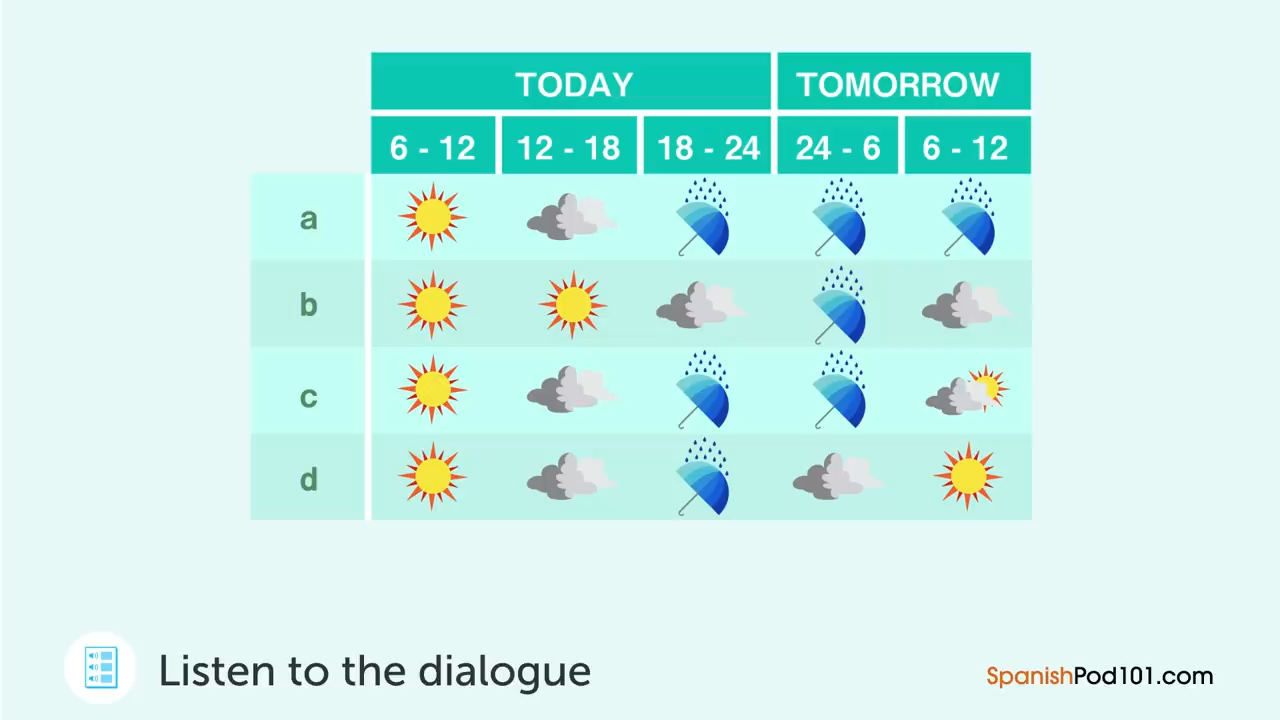 TODAY TOMORROW
6 - 12 12 - 18 18 - 24 24 - 6 6 - 12
a
b
c
d
Listen to the dialogue
SpanishPod101.com